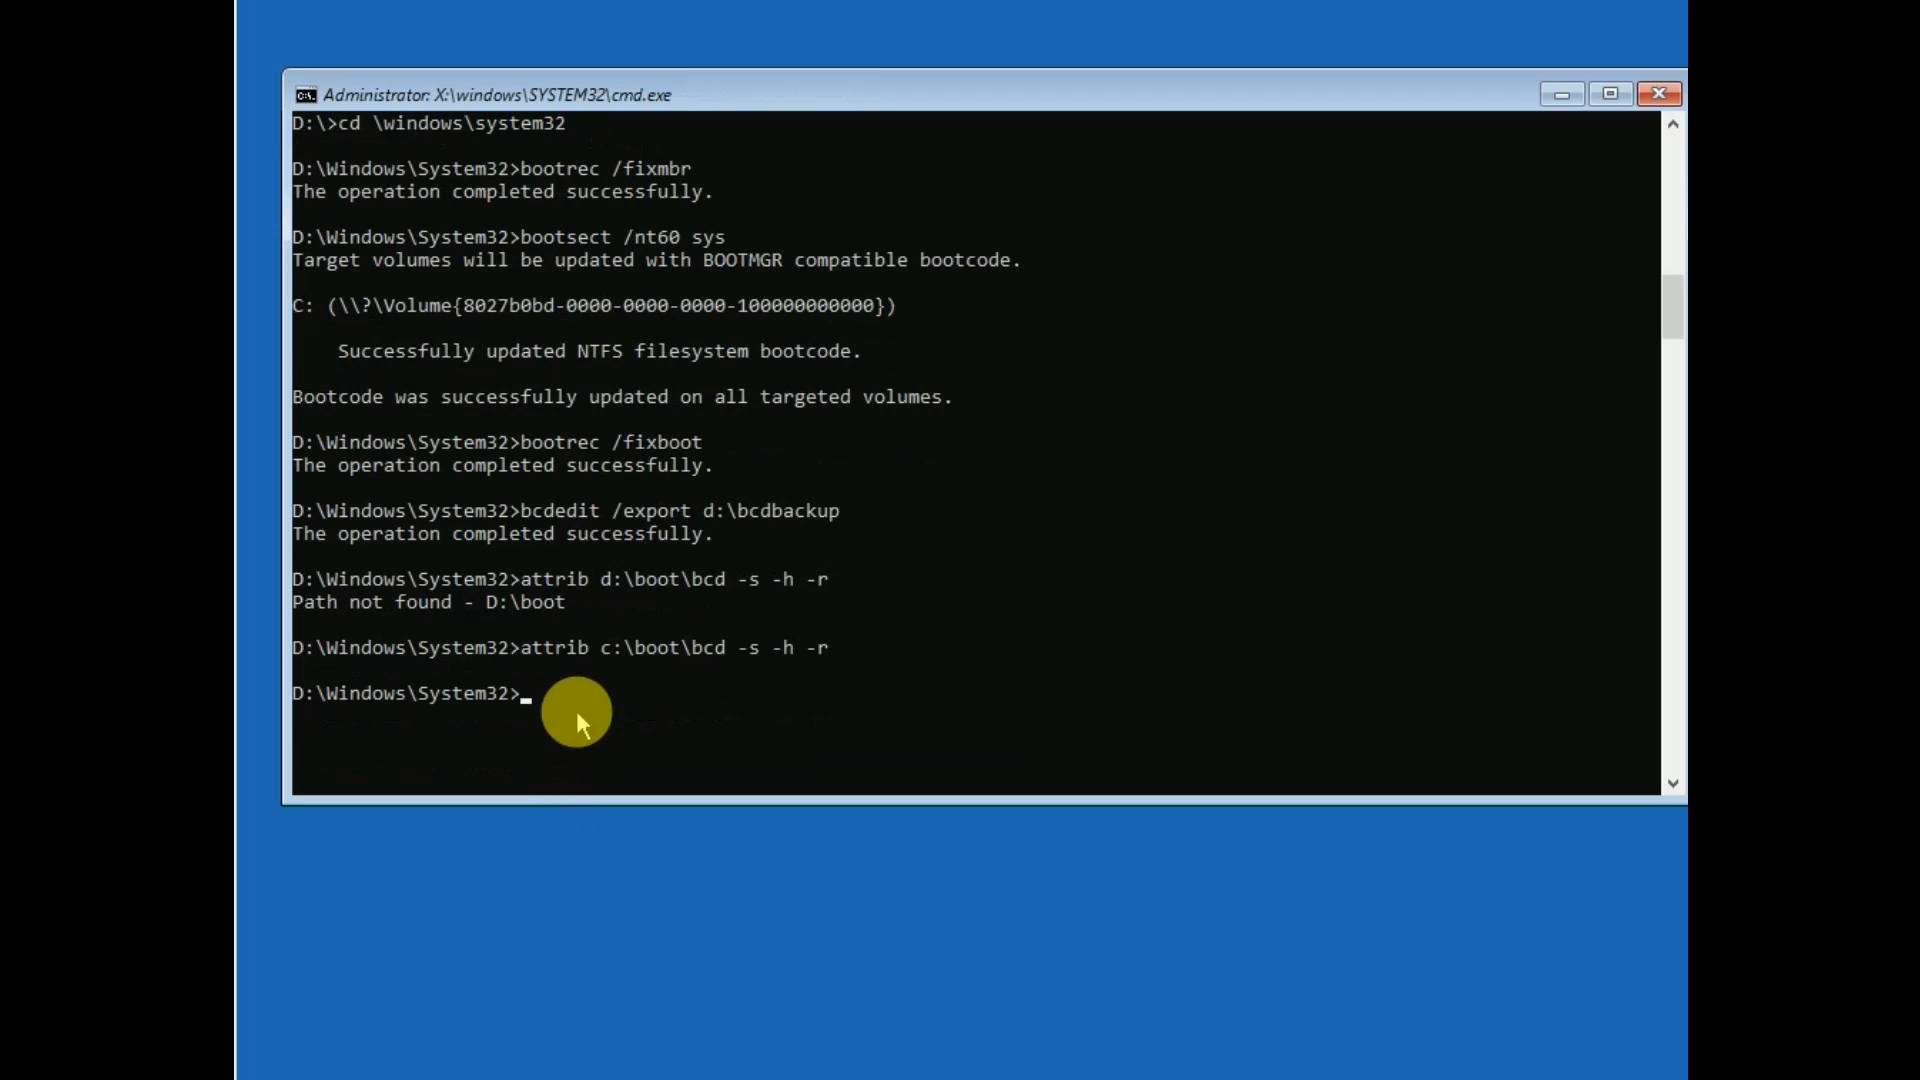 Administrator: X:\windows\SYSTEM32\cmd.exe
D:\>cd \windows\system32
D:\Windows\System32>bootrec /fixmbr
The operation completed successfully.
D:\Windows\System32>bootsect /nt60 sys
Target volumes will be updated with BOOTMGR compatible bootcode.
C: (\\?\Volume{8027b0bd-0000-0000-0000-100000000000})
Successfully updated NTFS filesystem bootcode.
Bootcode was successfully updated on all targeted volumes.
D:\Windows\System32>bootrec /fixboot
The operation completed successfully.
D:\Windows\System32>bcdedit /export d:\bcdbackup
The operation completed successfully.
D:\Windows\System32>attrib d:\boot\bcd -s -h -r
Path not found - D:\boot
D:\Windows\System32>attrib c:\boot\bcd -s -h -r
D:\Windows\System32>